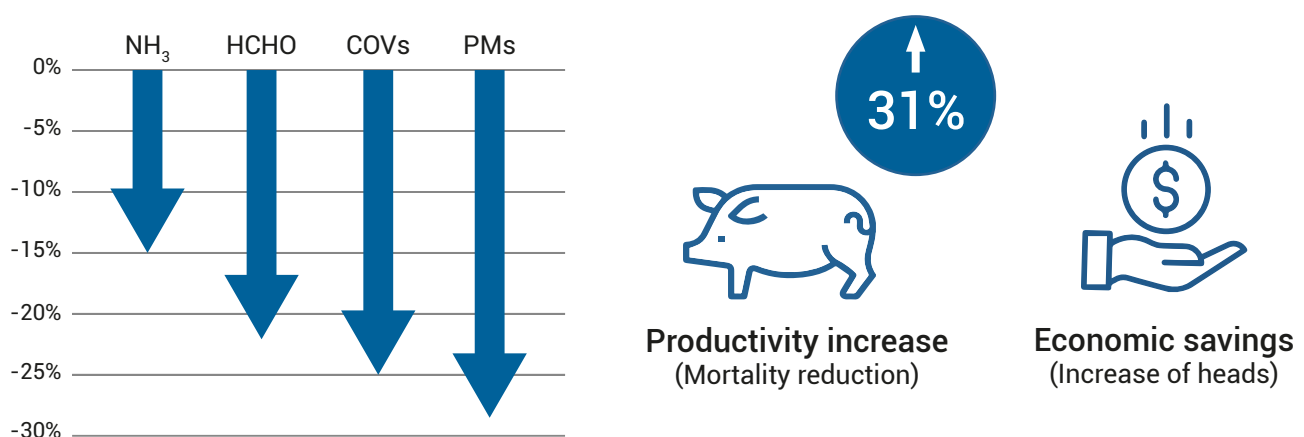 NH₃ HCHO COVs PMs
0%
-5%
-10%
-15%
-20%
-25%
-30%
31%
$
Productivity increase
(Mortality reduction)
Economic savings
(Increase of heads)